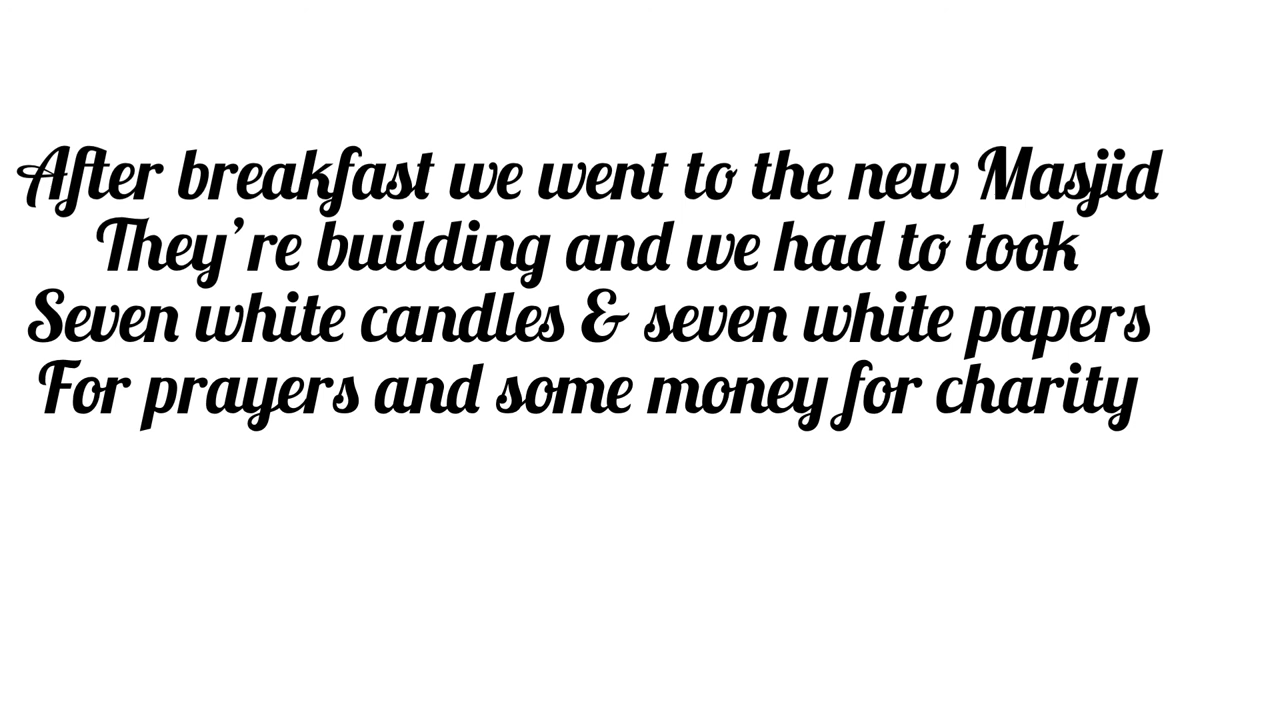 After breakfast we went to the new Masjid
They’re building and we had to took
Seven white candles & seven white papers
For prayers and some money for charity